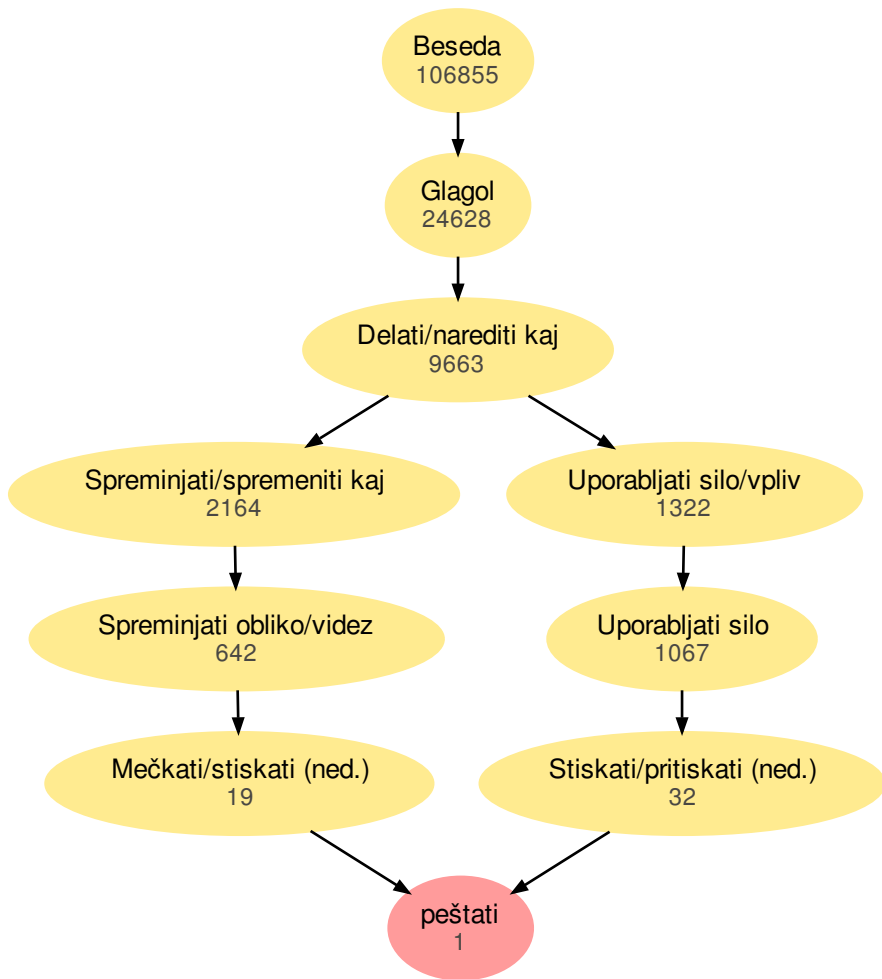 Beseda
106855
Glagol
24628
Delati/narediti kaj
9663
Spreminjati/spremeniti kaj
2164
Uporabljati silo/vpliv
1322
Spreminjati obliko/videz
642
Uporabljati silo
1067
Mečkati/stiskati (ned.)
19
Stiskati/pritiskati (ned.)
32
peštati
1